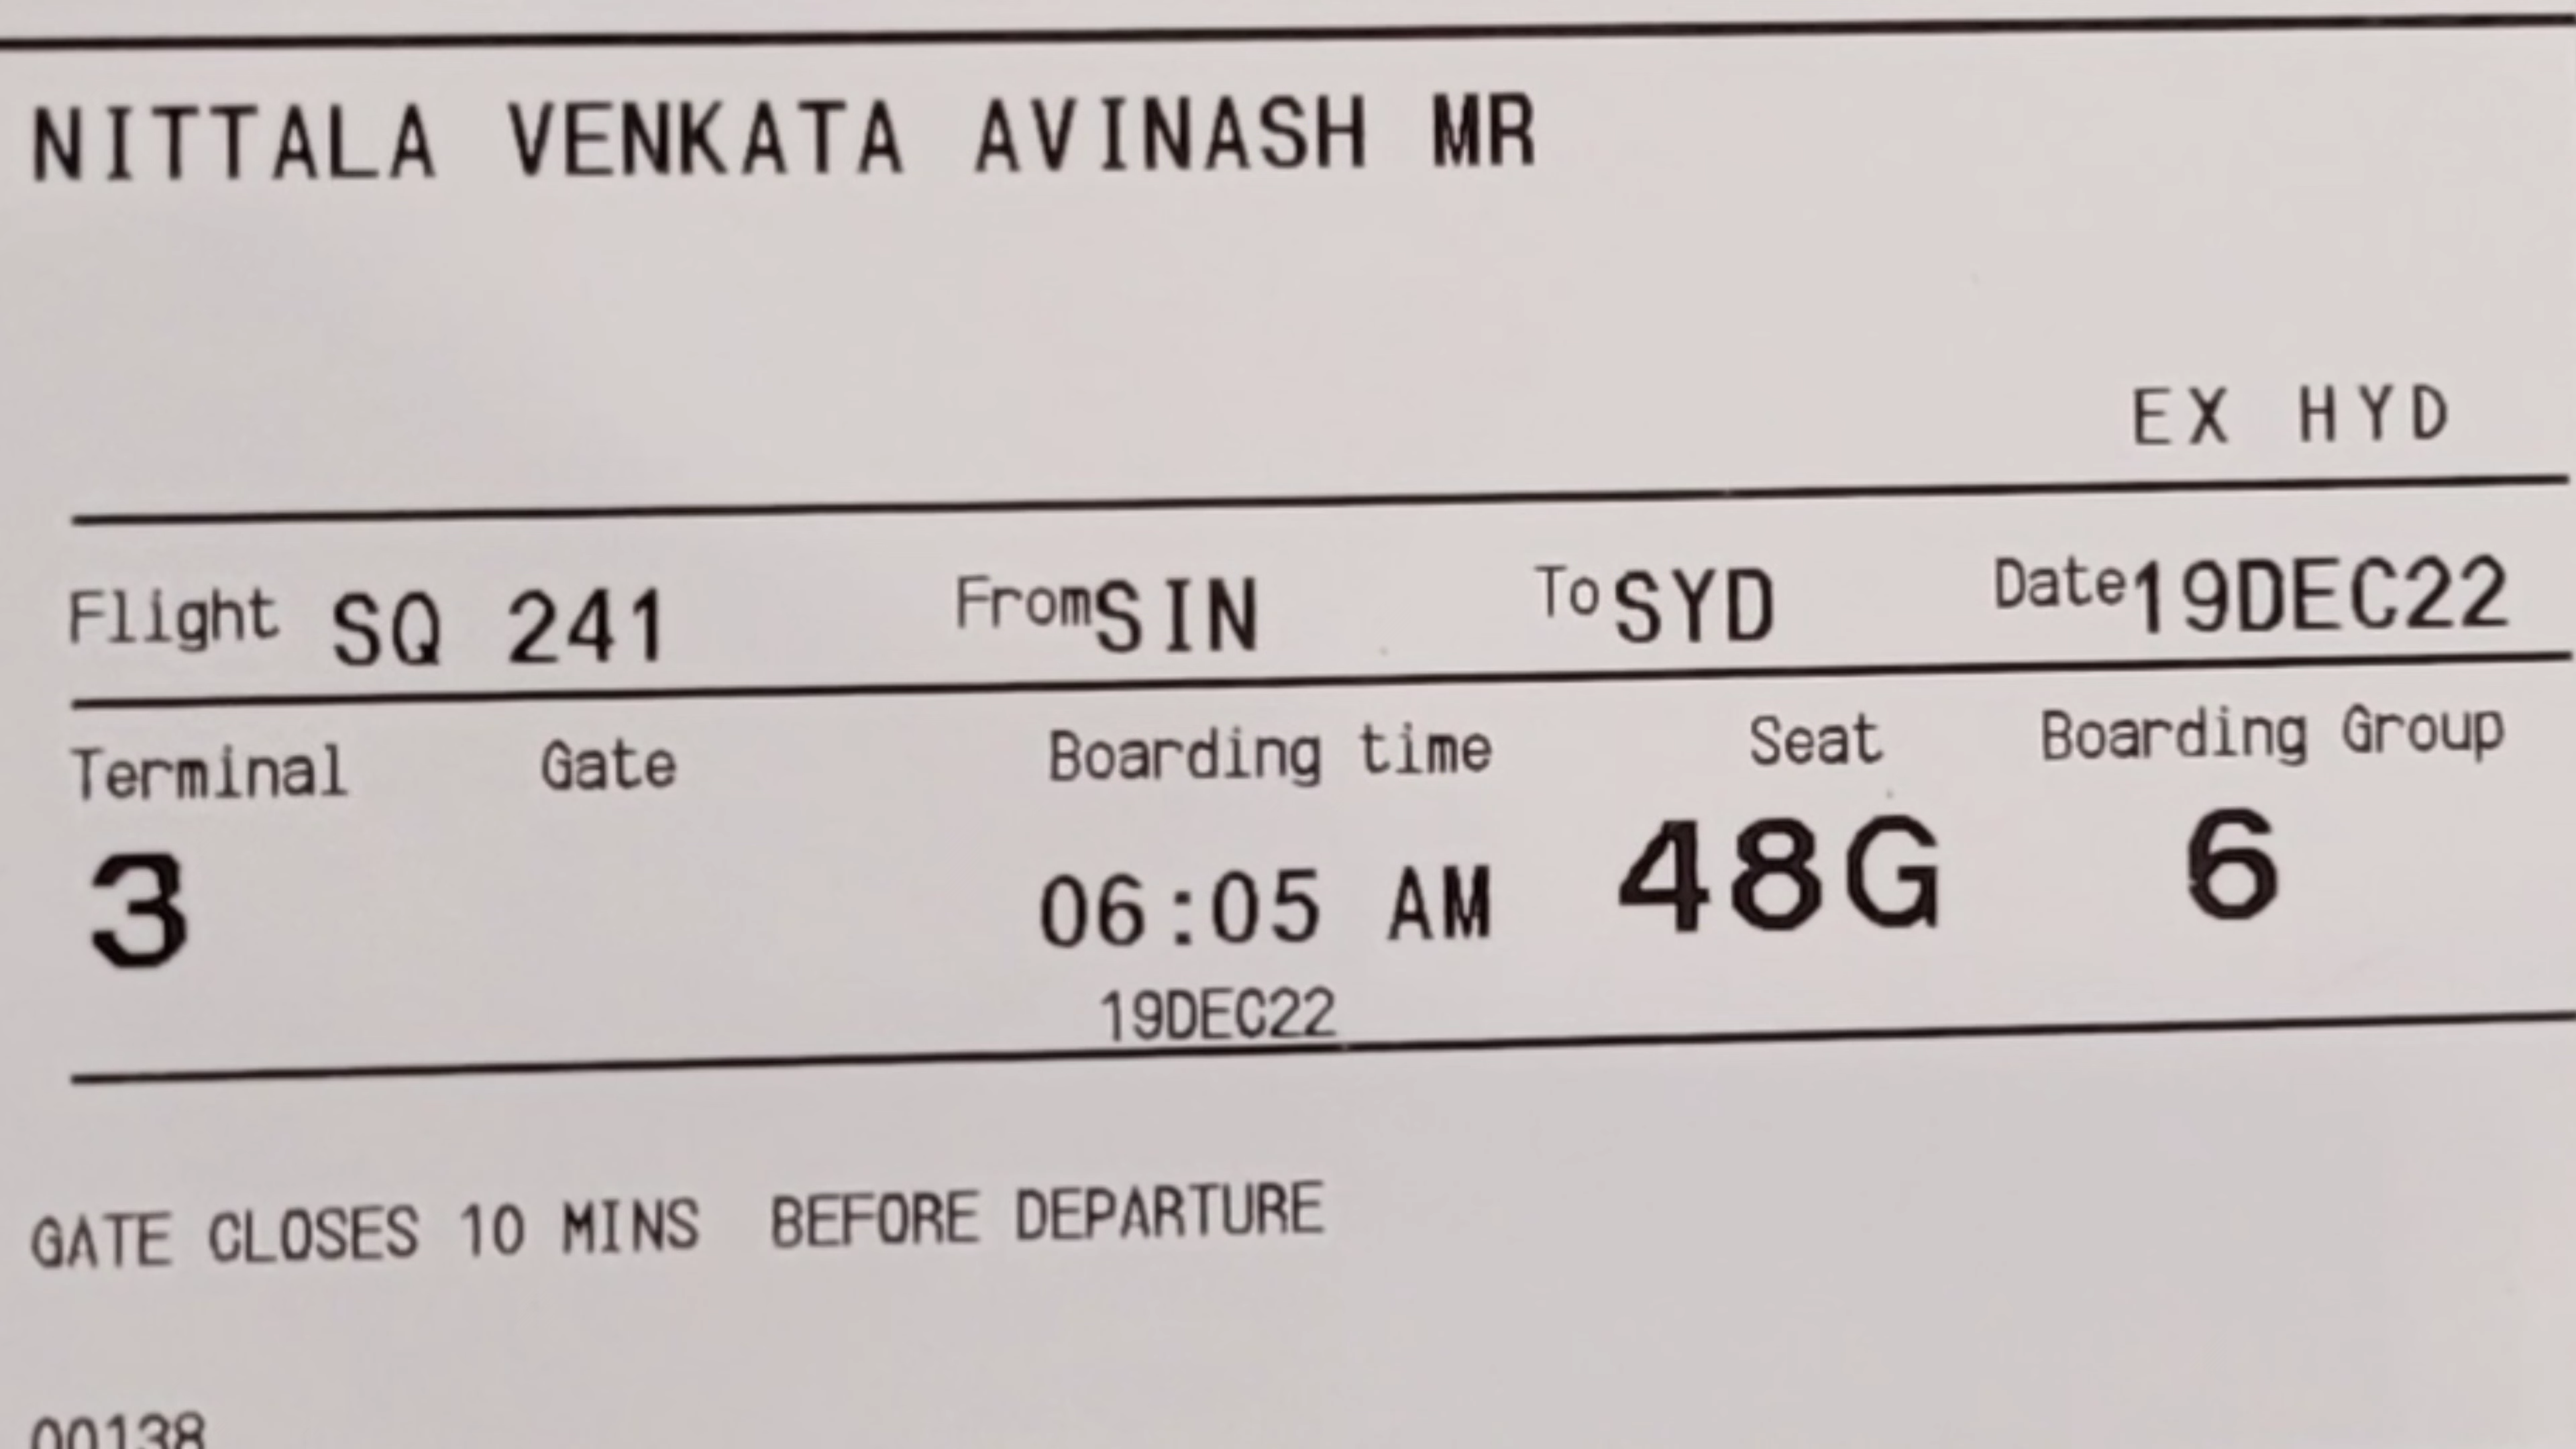 NITTALA VENKATA AVINASH MR
EX HYD
Flight SQ 241 From SIN To SYD Date 19DEC22
Terminal Gate Boarding time Seat Boarding Group
3 06:05 AM 48G 6
19DEC22
GATE CLOSES 10 MINS BEFORE DEPARTURE
00138